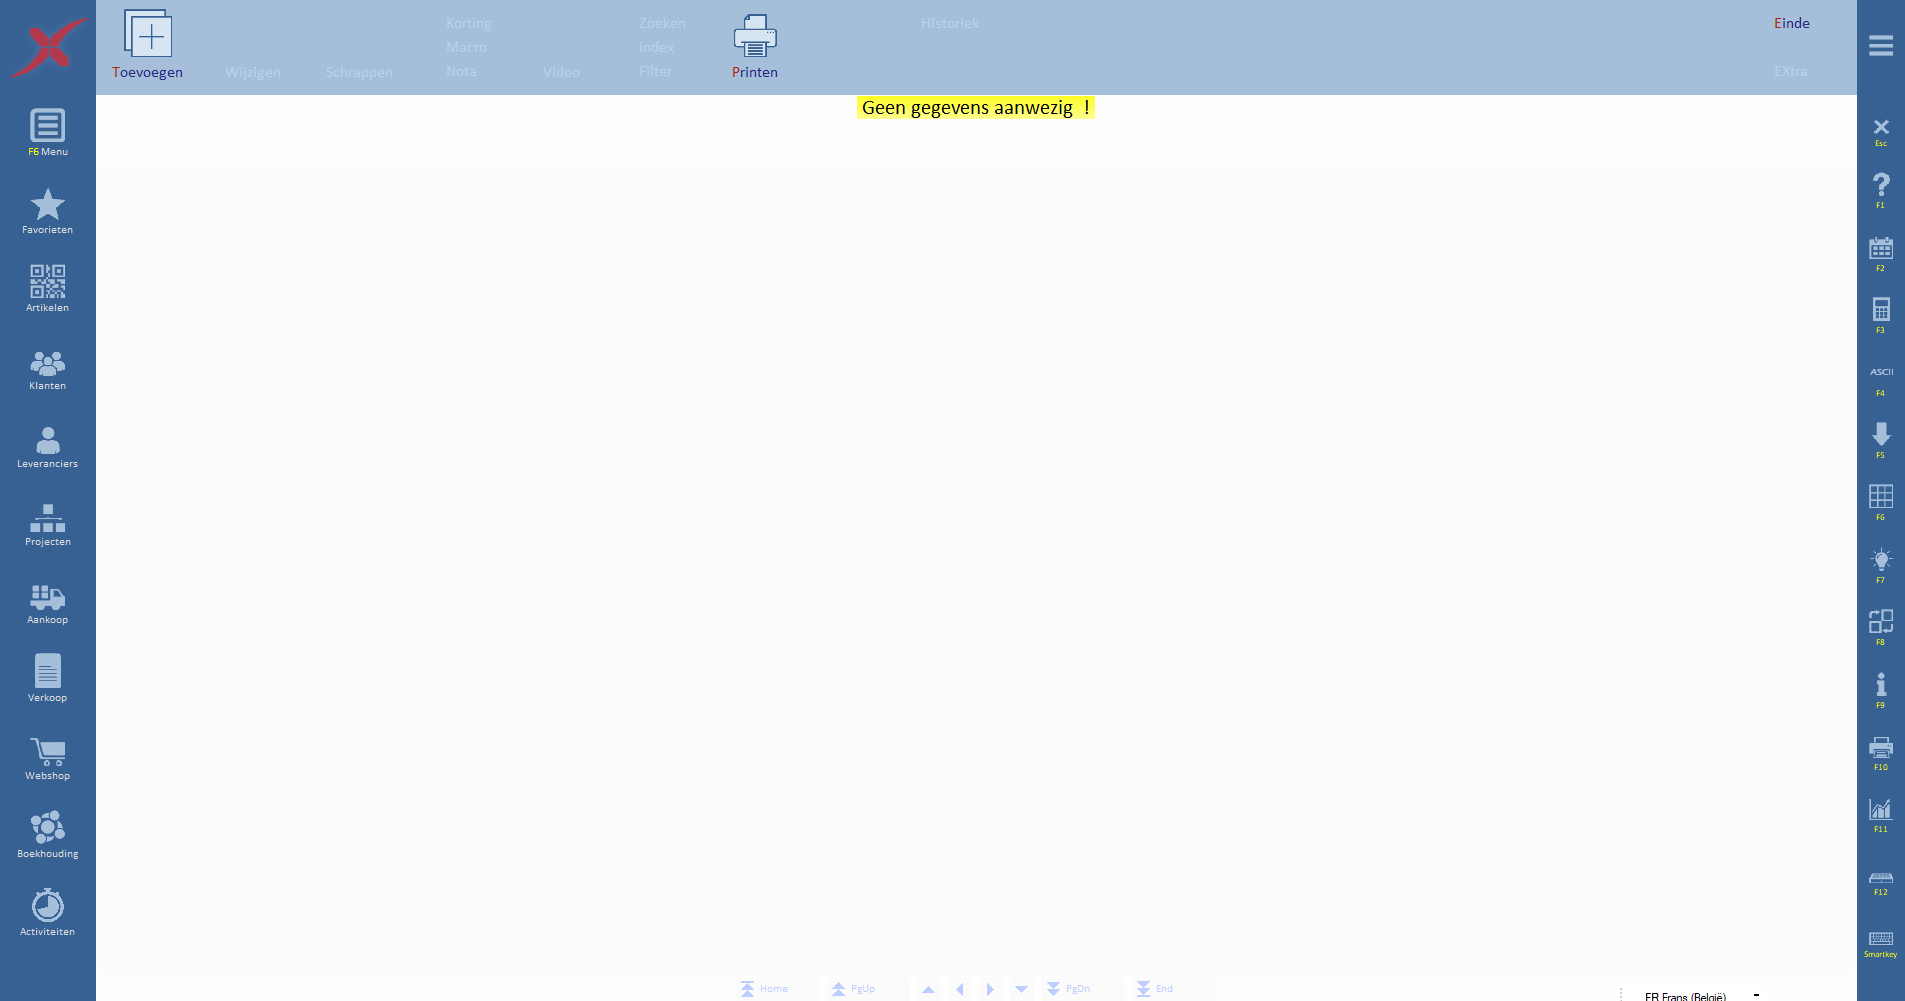 Korting
Zoeken
Historiek
Einde
Macro
Index
Toevoegen
Wijzigen
Schrappen
Nota
Video
Filter
Printen
EXtra
Geen gegevens aanwezig !
F6 Menu
Favorieten
Artikelen
Klanten
Leveranciers
Projecten
Aankoop
Verkoop
Webshop
Boekhouding
Activiteiten
Esc
F1
F2
F3
ASCII
F4
F5
F6
F7
F8
F9
F10
F11
F12
Smartkey
Home
PgUp
PgDn
End
FR Frans (België)